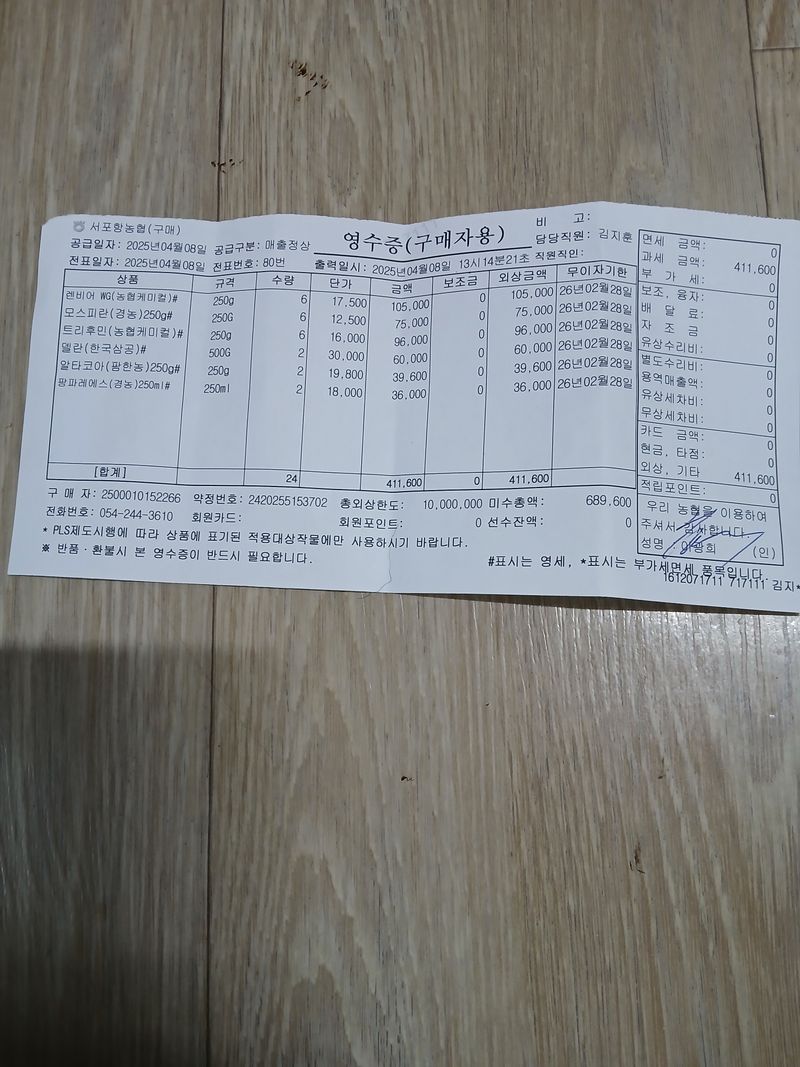 서포항농협(구매)
영수증(구매자용)
비 고:
공급일자: 2025년04월08일 공급구분: 매출정상
담당직원: 김지훈
전표일자: 2025년04월08일 전표번호: 80번 출력일시: 2025년04월08일 13시14분21초 직원직인:
상품 규격 수량 단가 금액 보조금 외상금액 무이자기한
렌비어 WG(농협케미컬)# 250g 6 17,500 105,000 0 105,000 26년02월28일
모스피란(경농)250g# 250G 6 12,500 75,000 0 75,000 26년02월28일
트리후민(농협케미컬)# 250g 6 16,000 96,000 0 96,000 26년02월28일
델란(한국삼공)# 500G 2 30,000 60,000 0 60,000 26년02월28일
알타코아(팜한농)250g# 250g 2 19,800 39,600 0 39,600 26년02월28일
팜파레에스(경농)250ml# 250ml 2 18,000 36,000 0 36,000 26년02월28일
[합계] 24 411,600 0 411,600
면세 금액: 0
과세 금액: 411,600
부 가 세: 0
보조, 융자: 0
배 달 료: 0
자 조 금 0
유상수리비: 0
별도수리비: 0
용역매출액: 0
유상세차비: 0
무상세차비: 0
카드 금액: 0
현금, 타점: 0
외상, 기타 411,600
적립포인트: 0
우리 농협을 이용하여
주셔서 감사합니다.
성명 (인)
구 매 자: 2500010152266 약정번호: 2420255153702 총외상한도: 10,000,000 미수총액: 689,600
전화번호: 054-244-3610 회원카드: 회원포인트: 0 선수잔액: 0
* PLS제도시행에 따라 상품에 표기된 적용대상작물에만 사용하시기 바랍니다.
※ 반품·환불시 본 영수증이 반드시 필요합니다.
#표시는 영세, *표시는 부가세면세 품목입니다.
1612071711 717111 김지*